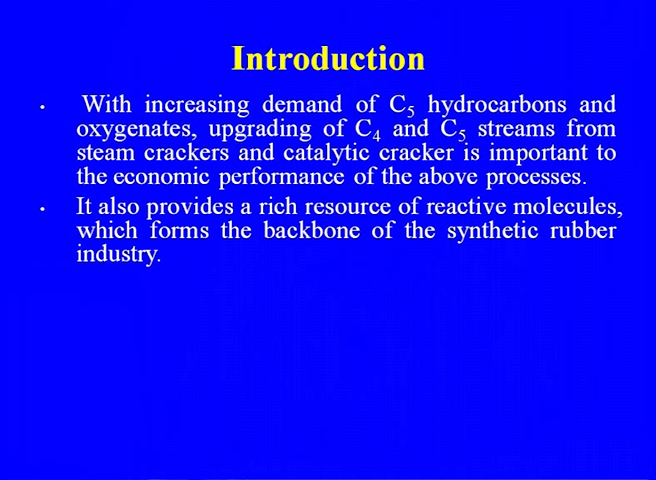 Introduction
• With increasing demand of C5 hydrocarbons and
oxygenates, upgrading of C4 and C5 streams from
steam crackers and catalytic cracker is important to
the economic performance of the above processes.
• It also provides a rich resource of reactive molecules,
which forms the backbone of the synthetic rubber
industry.